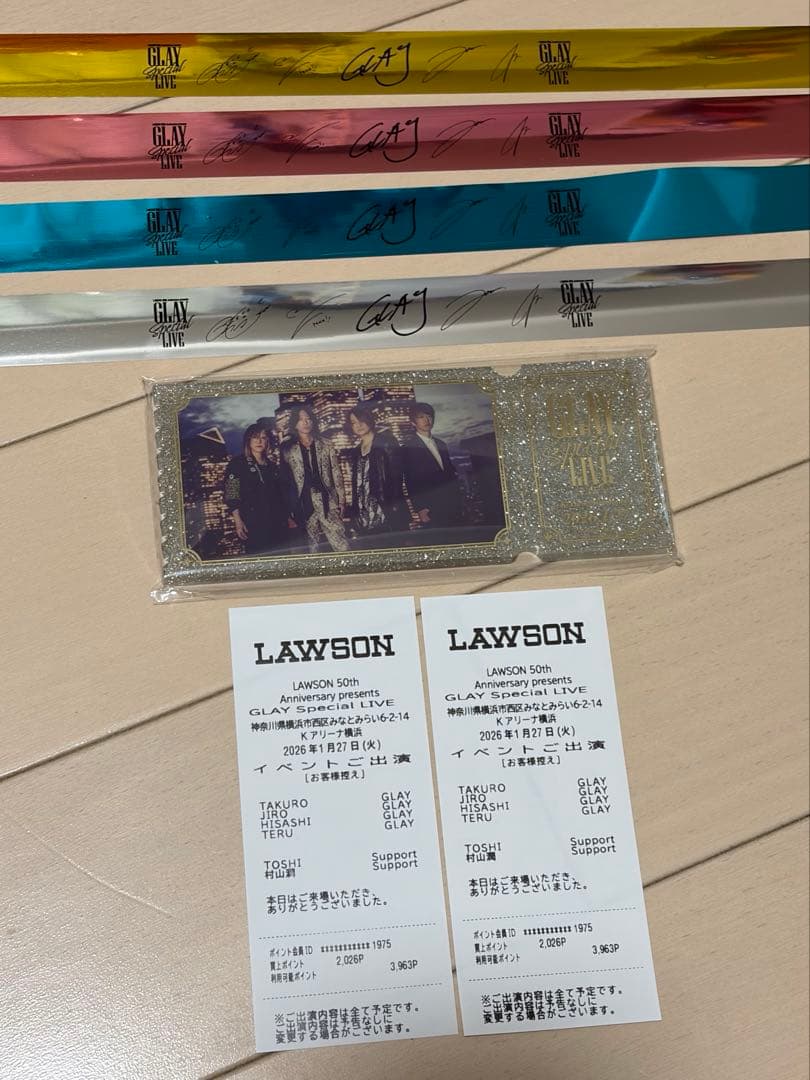 GLAY
Special
LIVE
GLAY
GLAY
Special
LIVE
GLAY
Special
LIVE
GLAY
GLAY
Special
LIVE
GLAY
Special
LIVE
GLAY
GLAY
Special
LIVE
GLAY
Special
LIVE
GLAY
GLAY
Special
LIVE
GLAY
Special
LIVE
LAWSON
LAWSON 50th
Anniversary presents
GLAY Special LIVE
神奈川県横浜市西区みなとみらい6-2-14
Kアリーナ横浜
2026年1月27日(火)
イベントご出演
[お客様控え]
TAKURO GLAY
JIRO GLAY
HISASHI GLAY
TERU GLAY
TOSHI Support
村山潤 Support
本日はご来場いただき、
ありがとうございました。
ポイント会員ID ***********1975
買上ポイント 2,026P
利用可能ポイント 3,963P
※ご出演内容は全て予定です。
ご出演内容は予告なしに
変更する場合がございます。
LAWSON
LAWSON 50th
Anniversary presents
GLAY Special LIVE
神奈川県横浜市西区みなとみらい6-2-14
Kアリーナ横浜
2026年1月27日(火)
イベントご出演
[お客様控え]
TAKURO GLAY
JIRO GLAY
HISASHI GLAY
TERU GLAY
TOSHI Support
村山潤 Support
本日はご来場いただき、
ありがとうございました。
ポイント会員ID ***********1975
買上ポイント 2,026P
利用可能ポイント 3,963P
※ご出演内容は全て予定です。
ご出演内容は予告なしに
変更する場合がございます。